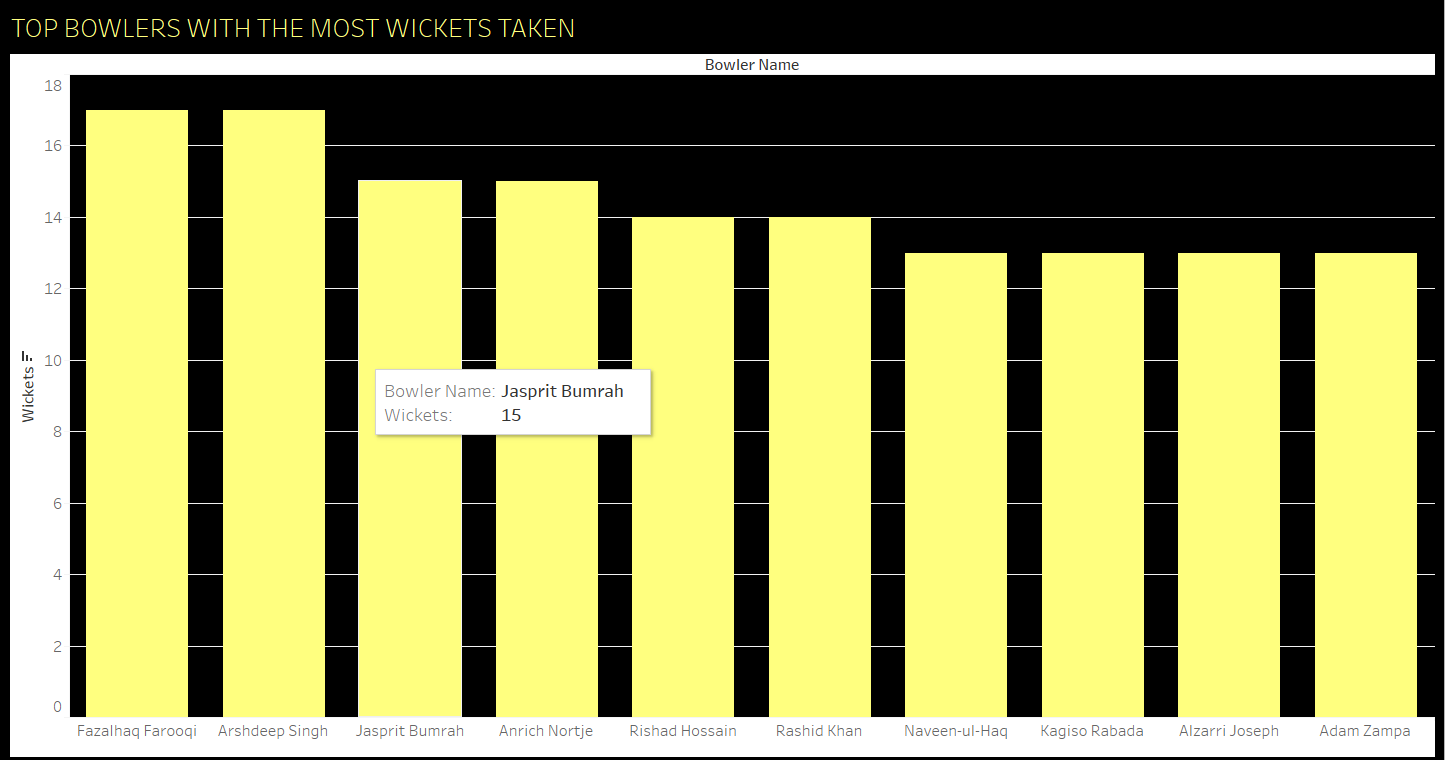 TOP BOWLERS WITH THE MOST WICKETS TAKEN
Bowler Name
18
16
14
12
10
8
6
4
2
0
Wickets
Bowler Name: Jasprit Bumrah
Wickets: 15
Fazalhaq Farooqi Arshdeep Singh Jasprit Bumrah Anrich Nortje Rishad Hossain Rashid Khan Naveen-ul-Haq Kagiso Rabada Alzarri Joseph Adam Zampa